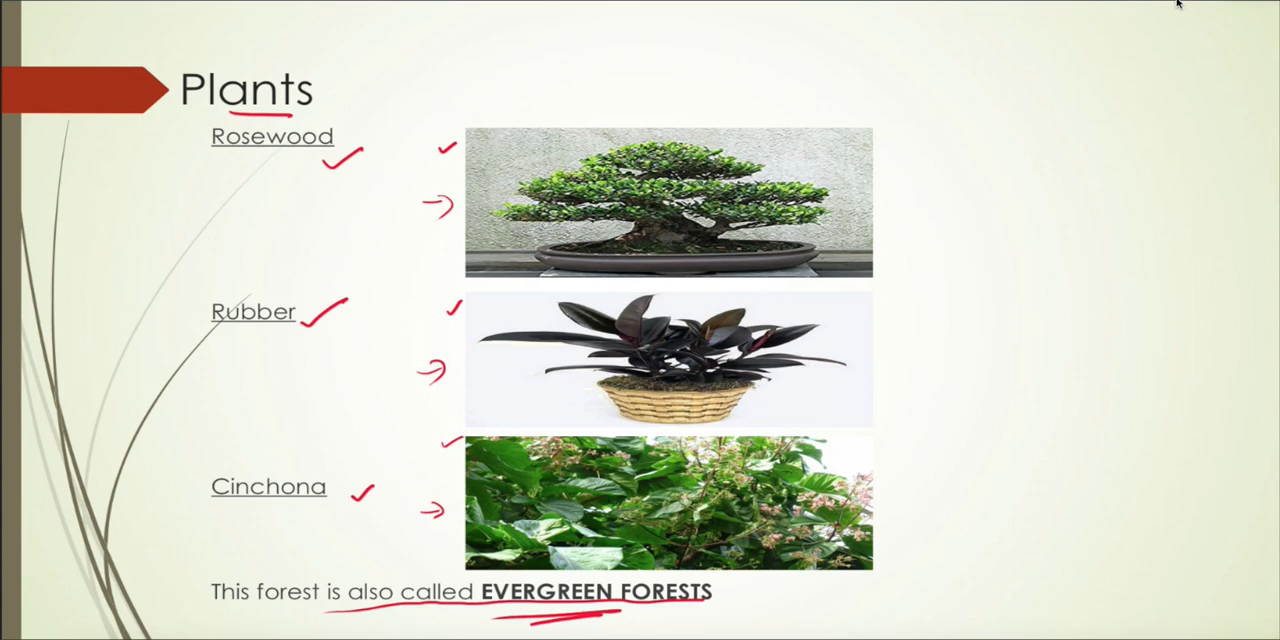 Plants
Rosewood
Rubber
Cinchona
This forest is also called EVERGREEN FORESTS